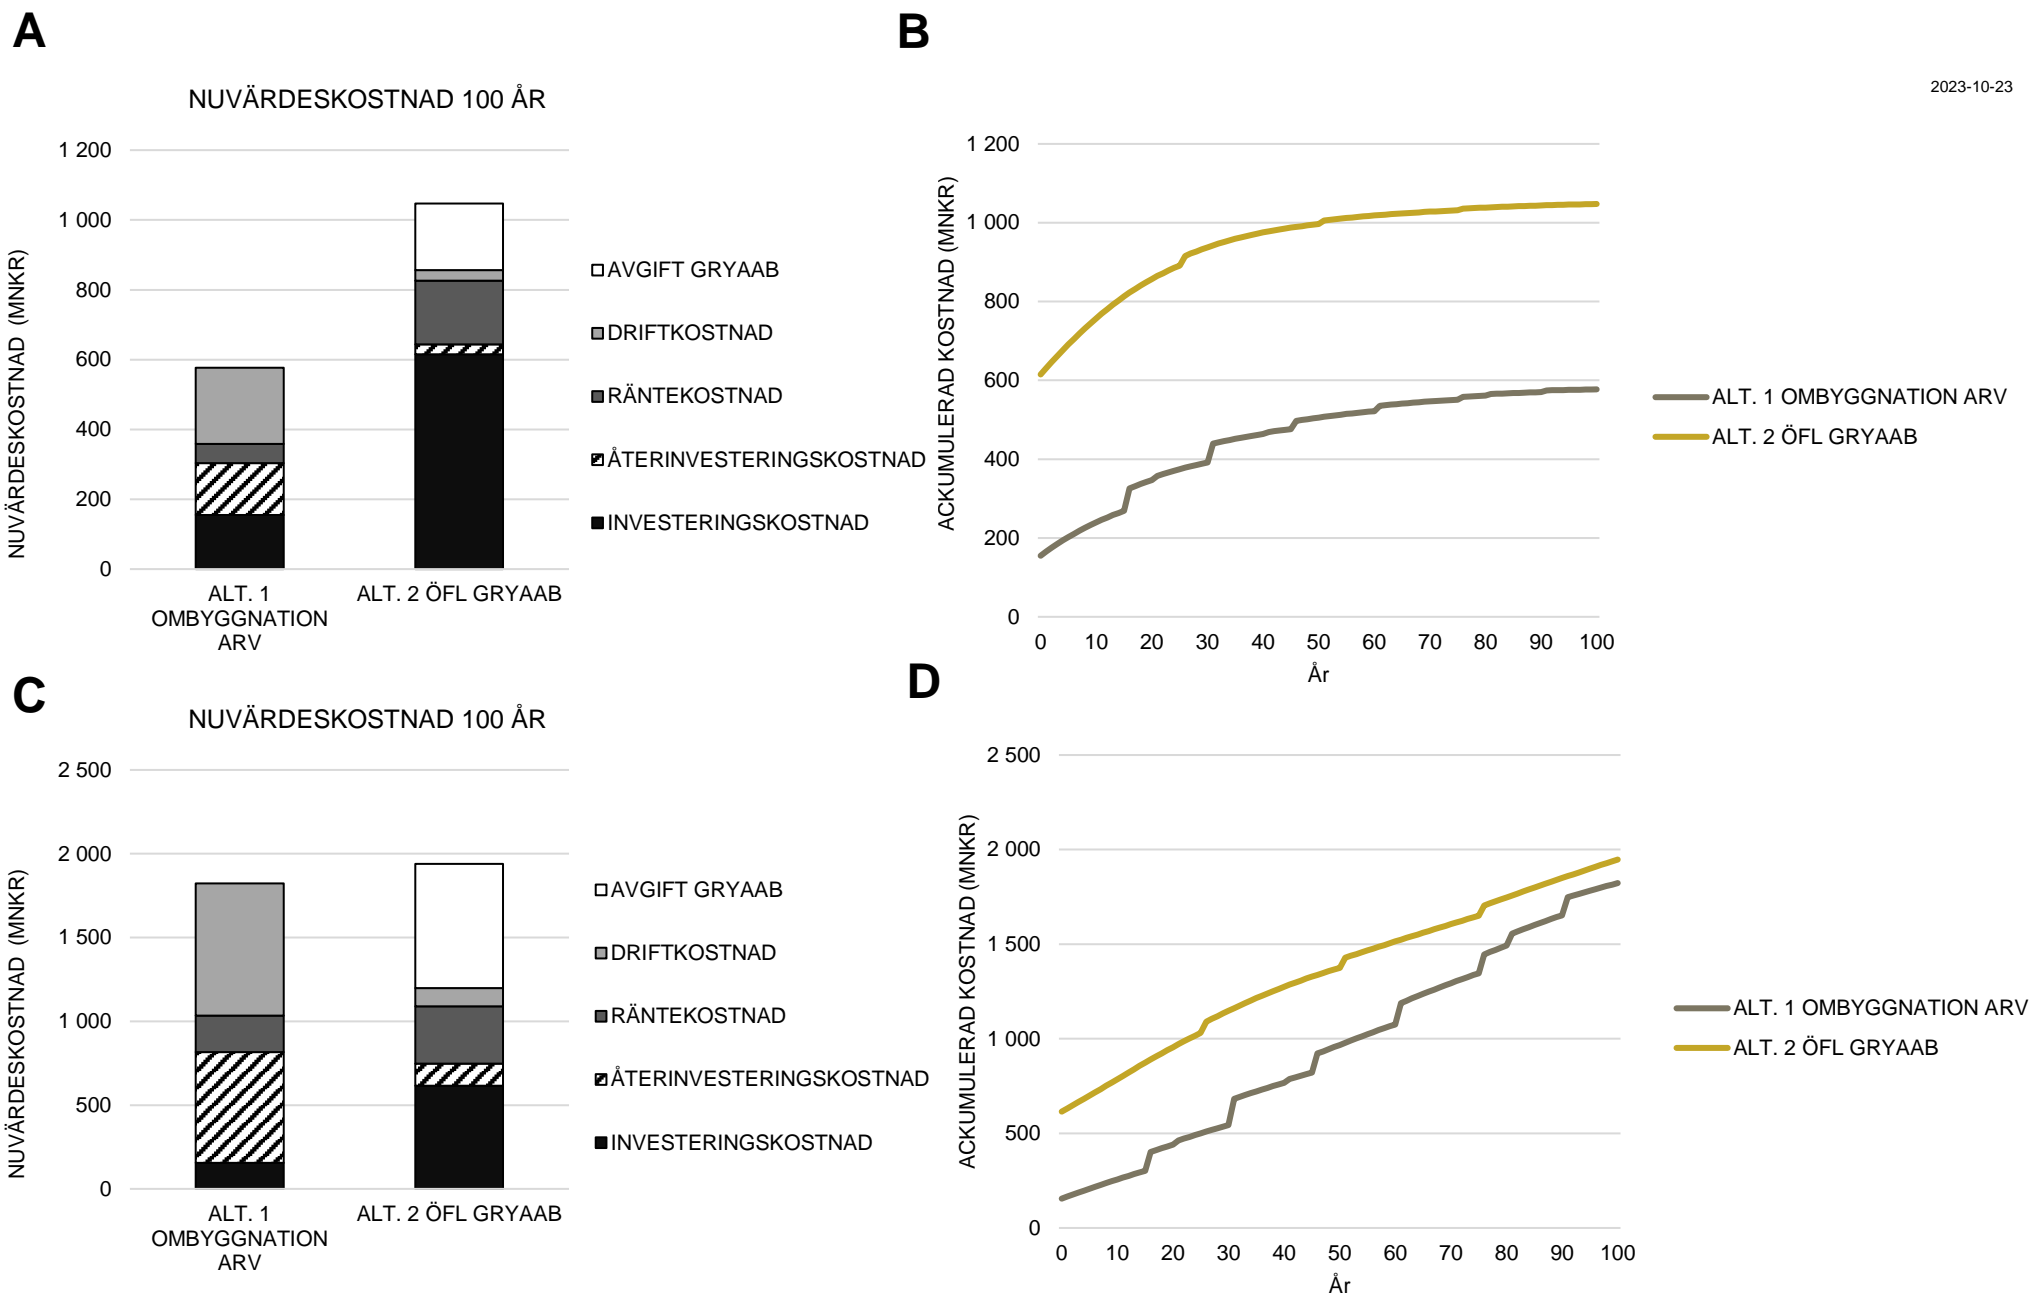 A
B
2023-10-23
NUVÄRDESKOSTNAD 100 ÅR
NUVÄRDESKOSTNAD (MNKR)
1 200
1 000
800
600
400
200
0
ALT. 1
OMBYGGNATION
ARV
ALT. 2 ÖFL GRYAAB
AVGIFT GRYAAB
DRIFTKOSTNAD
RÄNTEKOSTNAD
ÅTERINVESTERINGSKOSTNAD
INVESTERINGSKOSTNAD
ACKUMULERAD KOSTNAD (MNKR)
1 200
1 000
800
600
400
200
0
0 10 20 30 40 50 60 70 80 90 100
År
ALT. 1 OMBYGGNATION ARV
ALT. 2 ÖFL GRYAAB
C
D
NUVÄRDESKOSTNAD 100 ÅR
NUVÄRDESKOSTNAD (MNKR)
2 500
2 000
1 500
1 000
500
0
ALT. 1
OMBYGGNATION
ARV
ALT. 2 ÖFL GRYAAB
AVGIFT GRYAAB
DRIFTKOSTNAD
RÄNTEKOSTNAD
ÅTERINVESTERINGSKOSTNAD
INVESTERINGSKOSTNAD
ACKUMULERAD KOSTNAD (MNKR)
2 500
2 000
1 500
1 000
500
0
0 10 20 30 40 50 60 70 80 90 100
År
ALT. 1 OMBYGGNATION ARV
ALT. 2 ÖFL GRYAAB